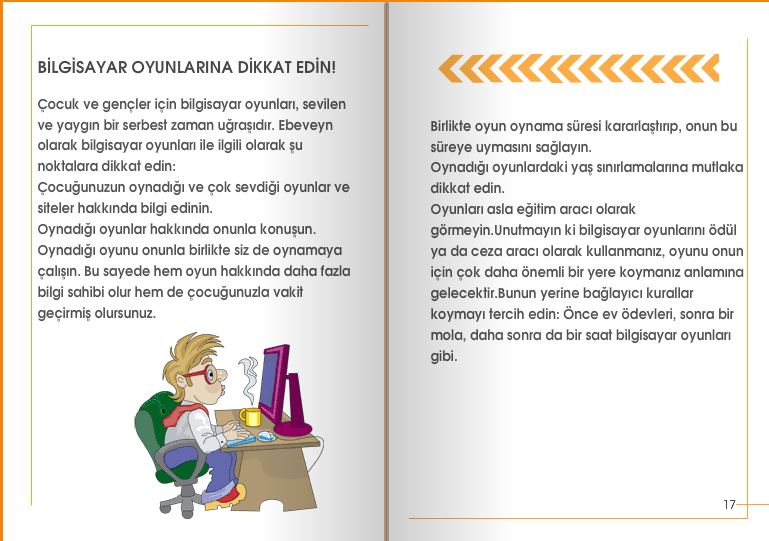 BİLGİSAYAR OYUNLARINA DİKKAT EDİN!
Çocuk ve gençler için bilgisayar oyunları, sevilen
ve yaygın bir serbest zaman uğraşıdır. Ebeveyn
olarak bilgisayar oyunları ile ilgili olarak şu
noktalara dikkat edin:
Çocuğunuzun oynadığı ve çok sevdiği oyunlar ve
siteler hakkında bilgi edinin.
Oynadığı oyunlar hakkında onunla konuşun.
Oynadığı oyunu onunla birlikte siz de oynamaya
çalışın. Bu sayede hem oyun hakkında daha fazla
bilgi sahibi olur hem de çocuğunuzla vakit
geçirmiş olursunuz.
Birlikte oyun oynama süresi kararlaştırıp, onun bu
süreye uymasını sağlayın.
Oynadığı oyunlardaki yaş sınırlamalarına mutlaka
dikkat edin.
Oyunları asla eğitim aracı olarak
görmeyin.Unutmayın ki bilgisayar oyunlarını ödül
ya da ceza aracı olarak kullanmanız, oyunu onun
için çok daha önemli bir yere koymanız anlamına
gelecektir.Bunun yerine bağlayıcı kurallar
koymayı tercih edin: Önce ev ödevleri, sonra bir
mola, daha sonra da bir saat bilgisayar oyunları
gibi.
17